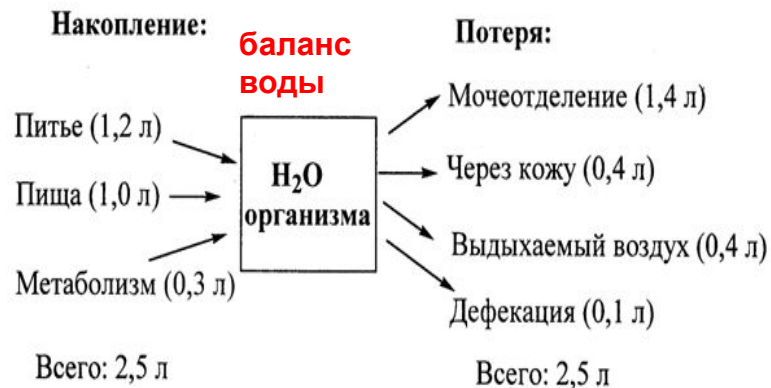 Накопление:
баланс
воды
Потеря:
Питье (1,2 л)
Пища (1,0 л)
Метаболизм (0,3 л)
H₂O
организма
Мочеотделение (1,4 л)
Через кожу (0,4 л)
Выдыхаемый воздух (0,4 л)
Дефекация (0,1 л)
Всего: 2,5 л
Всего: 2,5 л